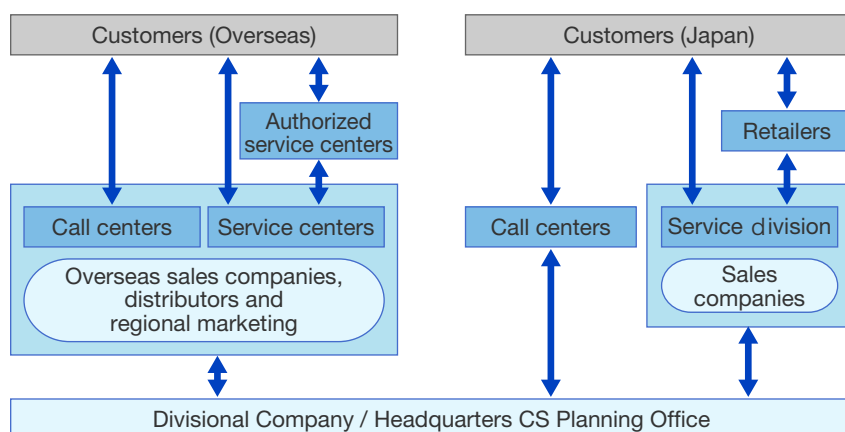 Customers (Overseas)
Customers (Japan)
Authorized
service centers
Retailers
Call centers
Service centers
Call centers
Service division
Overseas sales companies,
distributors and
regional marketing
Sales
companies
Divisional Company / Headquarters CS Planning Office